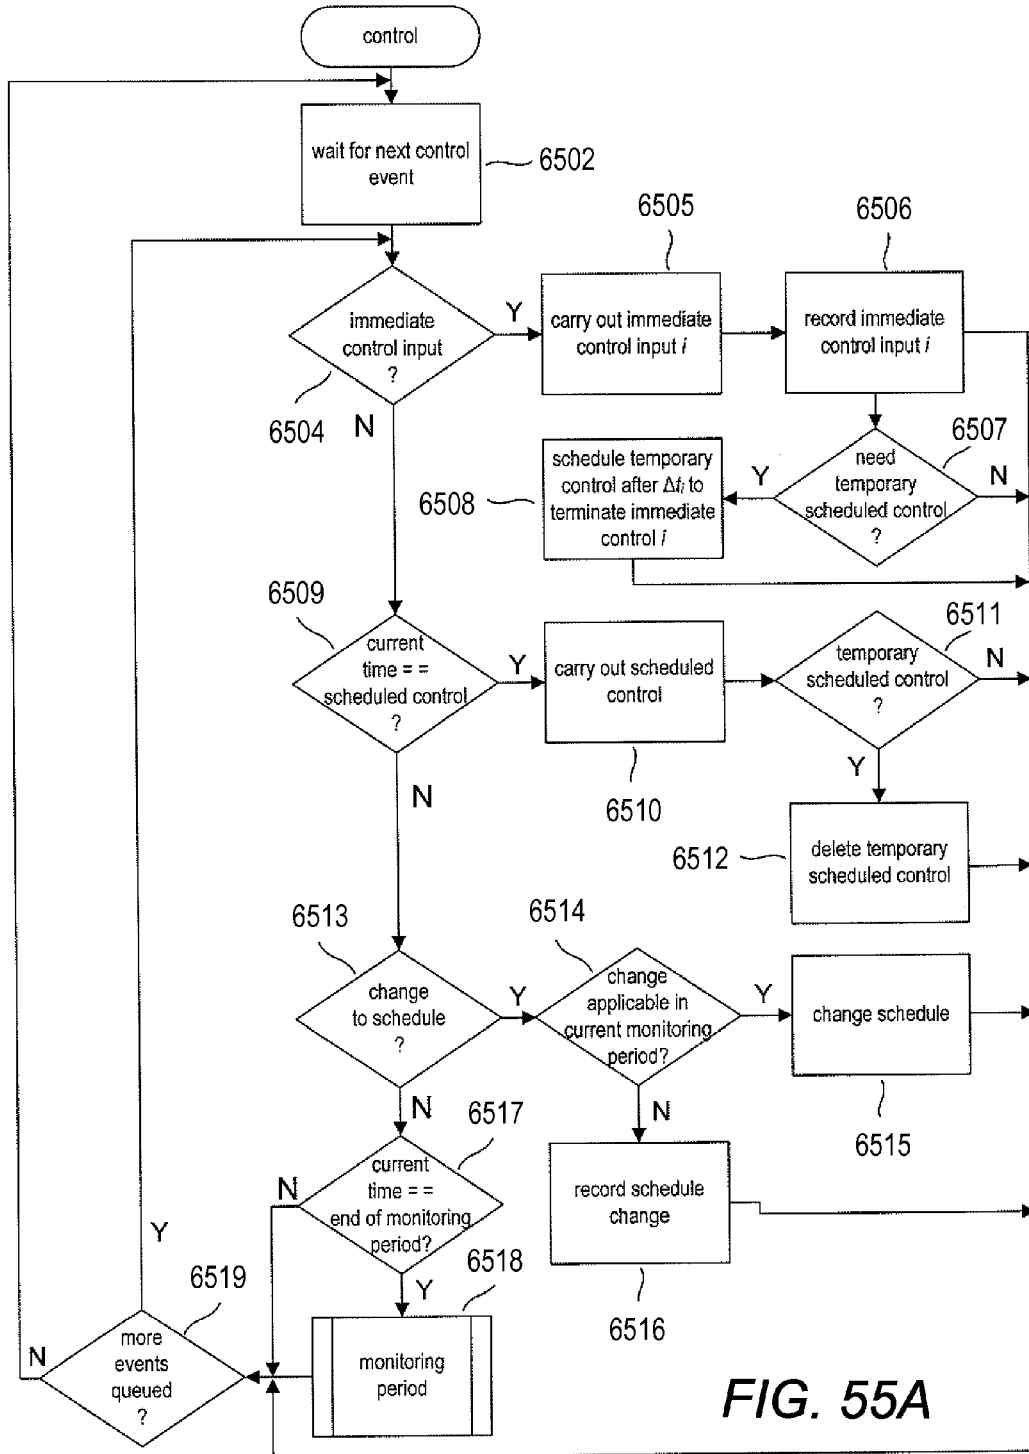 control
wait for next control
event
6502
6505
6506
immediate
control input
?
Y
carry out immediate
control input i
record immediate
control input i
6504
N
6507
schedule temporary
control after Δti to
terminate immediate
control i
Y
need
temporary
scheduled control
?
N
6508
6509
6511
current
time = =
scheduled control
?
Y
carry out scheduled
control
temporary
scheduled control
?
N
N
6510
Y
6512
delete temporary
scheduled control
6513
6514
change
to schedule
?
Y
change
applicable in
current monitoring
period?
Y
change schedule
N
6517
N
6515
current
time = =
end of monitoring
period?
N
record schedule
change
Y
6519
Y
6518
6516
more
events
queued
?
N
monitoring
period
FIG. 55A